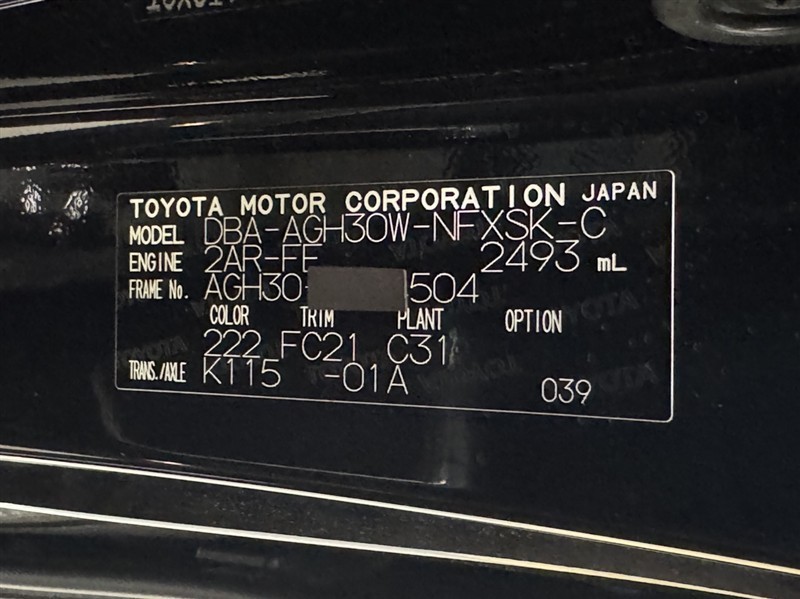 TOYOTA MOTOR CORPORATION JAPAN
MODEL DBA-AGH30W-NFXSK-C
ENGINE 2AR-FE 2493 mL
FRAME No. AGH30- 504
COLOR TRIM PLANT OPTION
222 FC21 C31
TRANS./AXLE K115 -01A 039